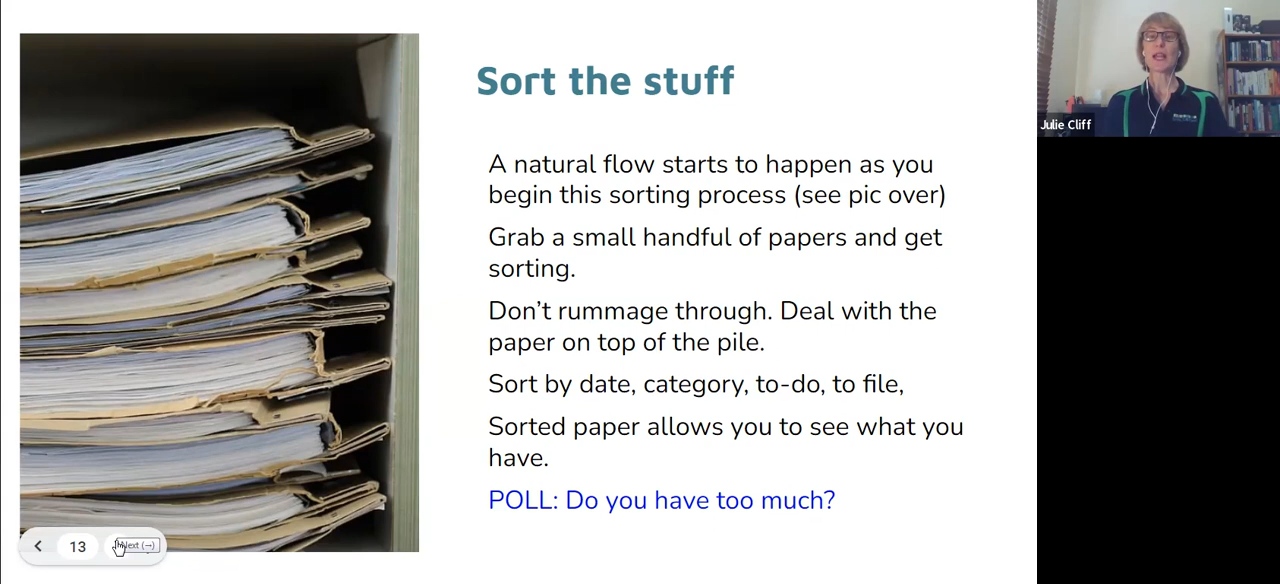 Sort the stuff
A natural flow starts to happen as you
begin this sorting process (see pic over)
Grab a small handful of papers and get
sorting.
Don’t rummage through. Deal with the
paper on top of the pile.
Sort by date, category, to-do, to file,
Sorted paper allows you to see what you
have.
POLL: Do you have too much?
13
Next (→)
Julie Cliff